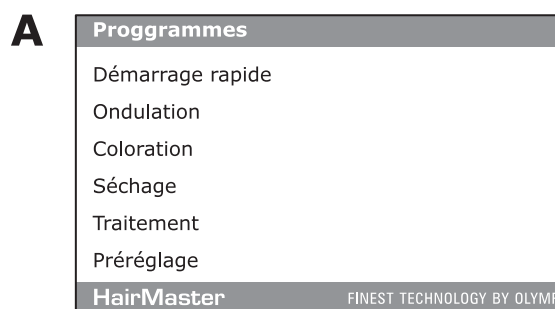 A
Proggrammes
Démarrage rapide
Ondulation
Coloration
Séchage
Traitement
Préréglage
HairMaster FINEST TECHNOLOGY BY